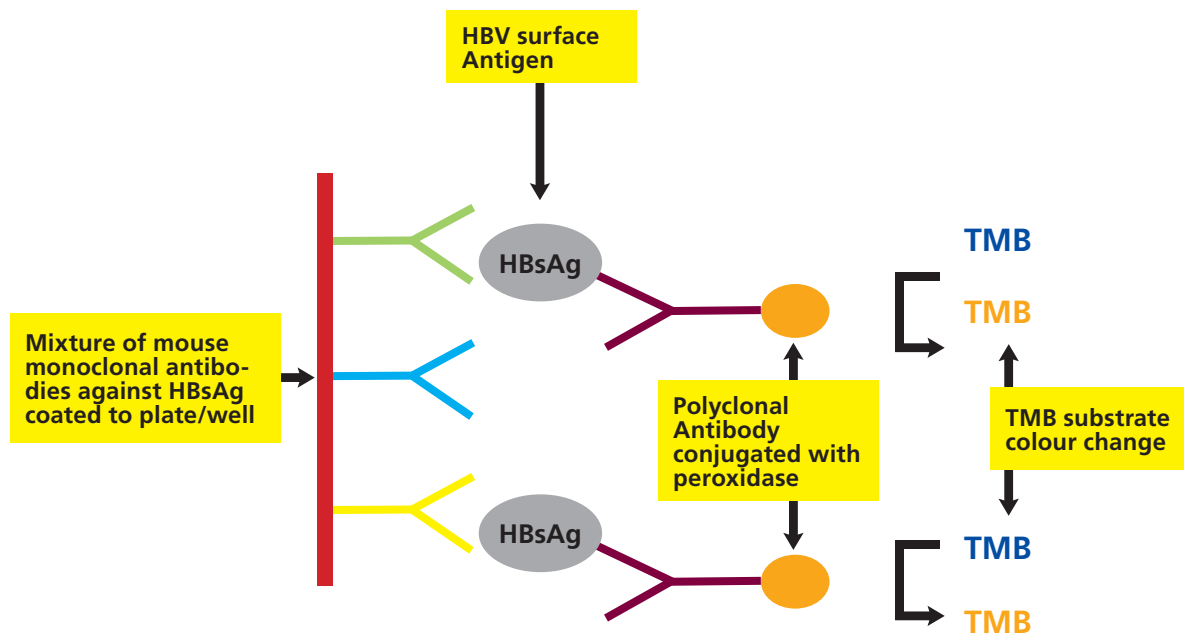 HBV surface
Antigen
HBsAg
TMB
TMB
Mixture of mouse
monoclonal antibo-
dies against HBsAg
coated to plate/well
Polyclonal
Antibody
conjugated with
peroxidase
TMB substrate
colour change
HBsAg
TMB
TMB